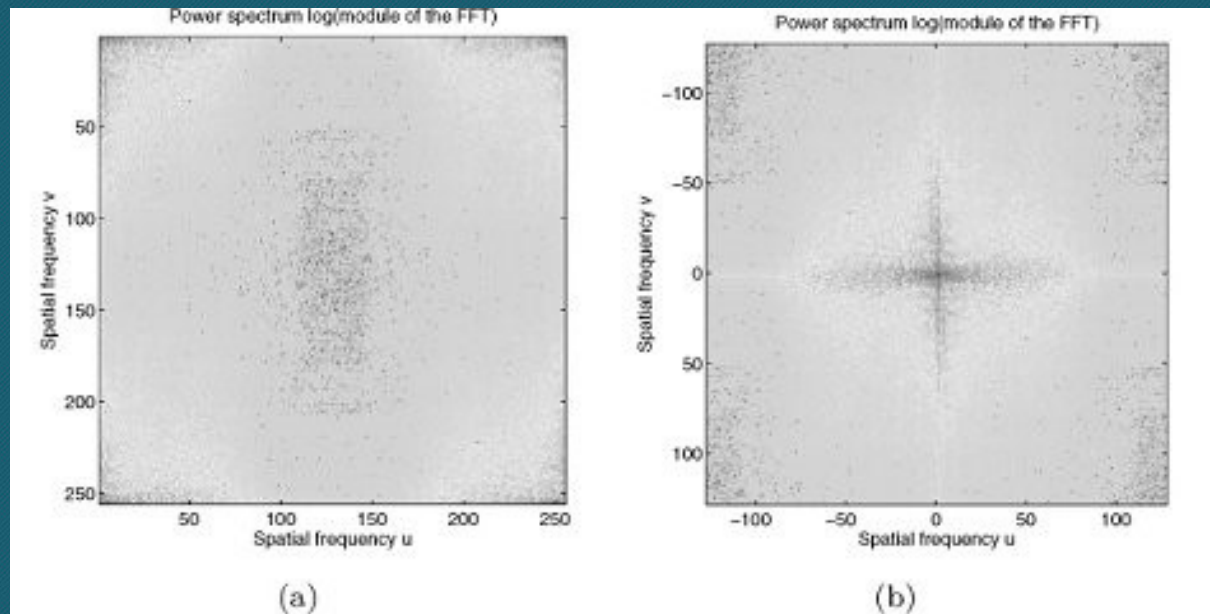 Power spectrum log(module of the FFT)
50
100
150
200
250
Spatial frequency v
50 100 150 200 250
Spatial frequency u
(a)
Power spectrum log(module of the FFT)
−100
−50
0
50
100
Spatial frequency v
−100 −50 0 50 100
Spatial frequency u
(b)